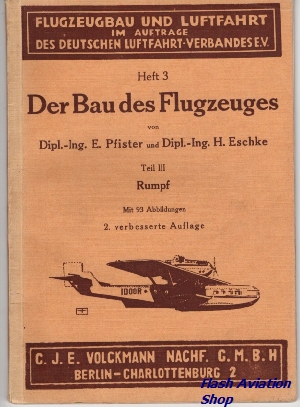 FLUGZEUGBAU UND LUFTFAHRT
IM AUFTRAGE
DES DEUTSCHEN LUFTFAHRT-VERBANDES E.V.
Heft 3
Der Bau des Flugzeuges
von
Dipl.-Ing. E. Pfister und Dipl.-Ing. H. Eschke
Teil III
Rumpf
Mit 93 Abbildungen
2. verbesserte Auflage
1000R
C. J. E. VOLCKMANN NACHF. G. M. B. H
BERLIN-CHARLOTTENBURG 2
Hash Aviation
Shop